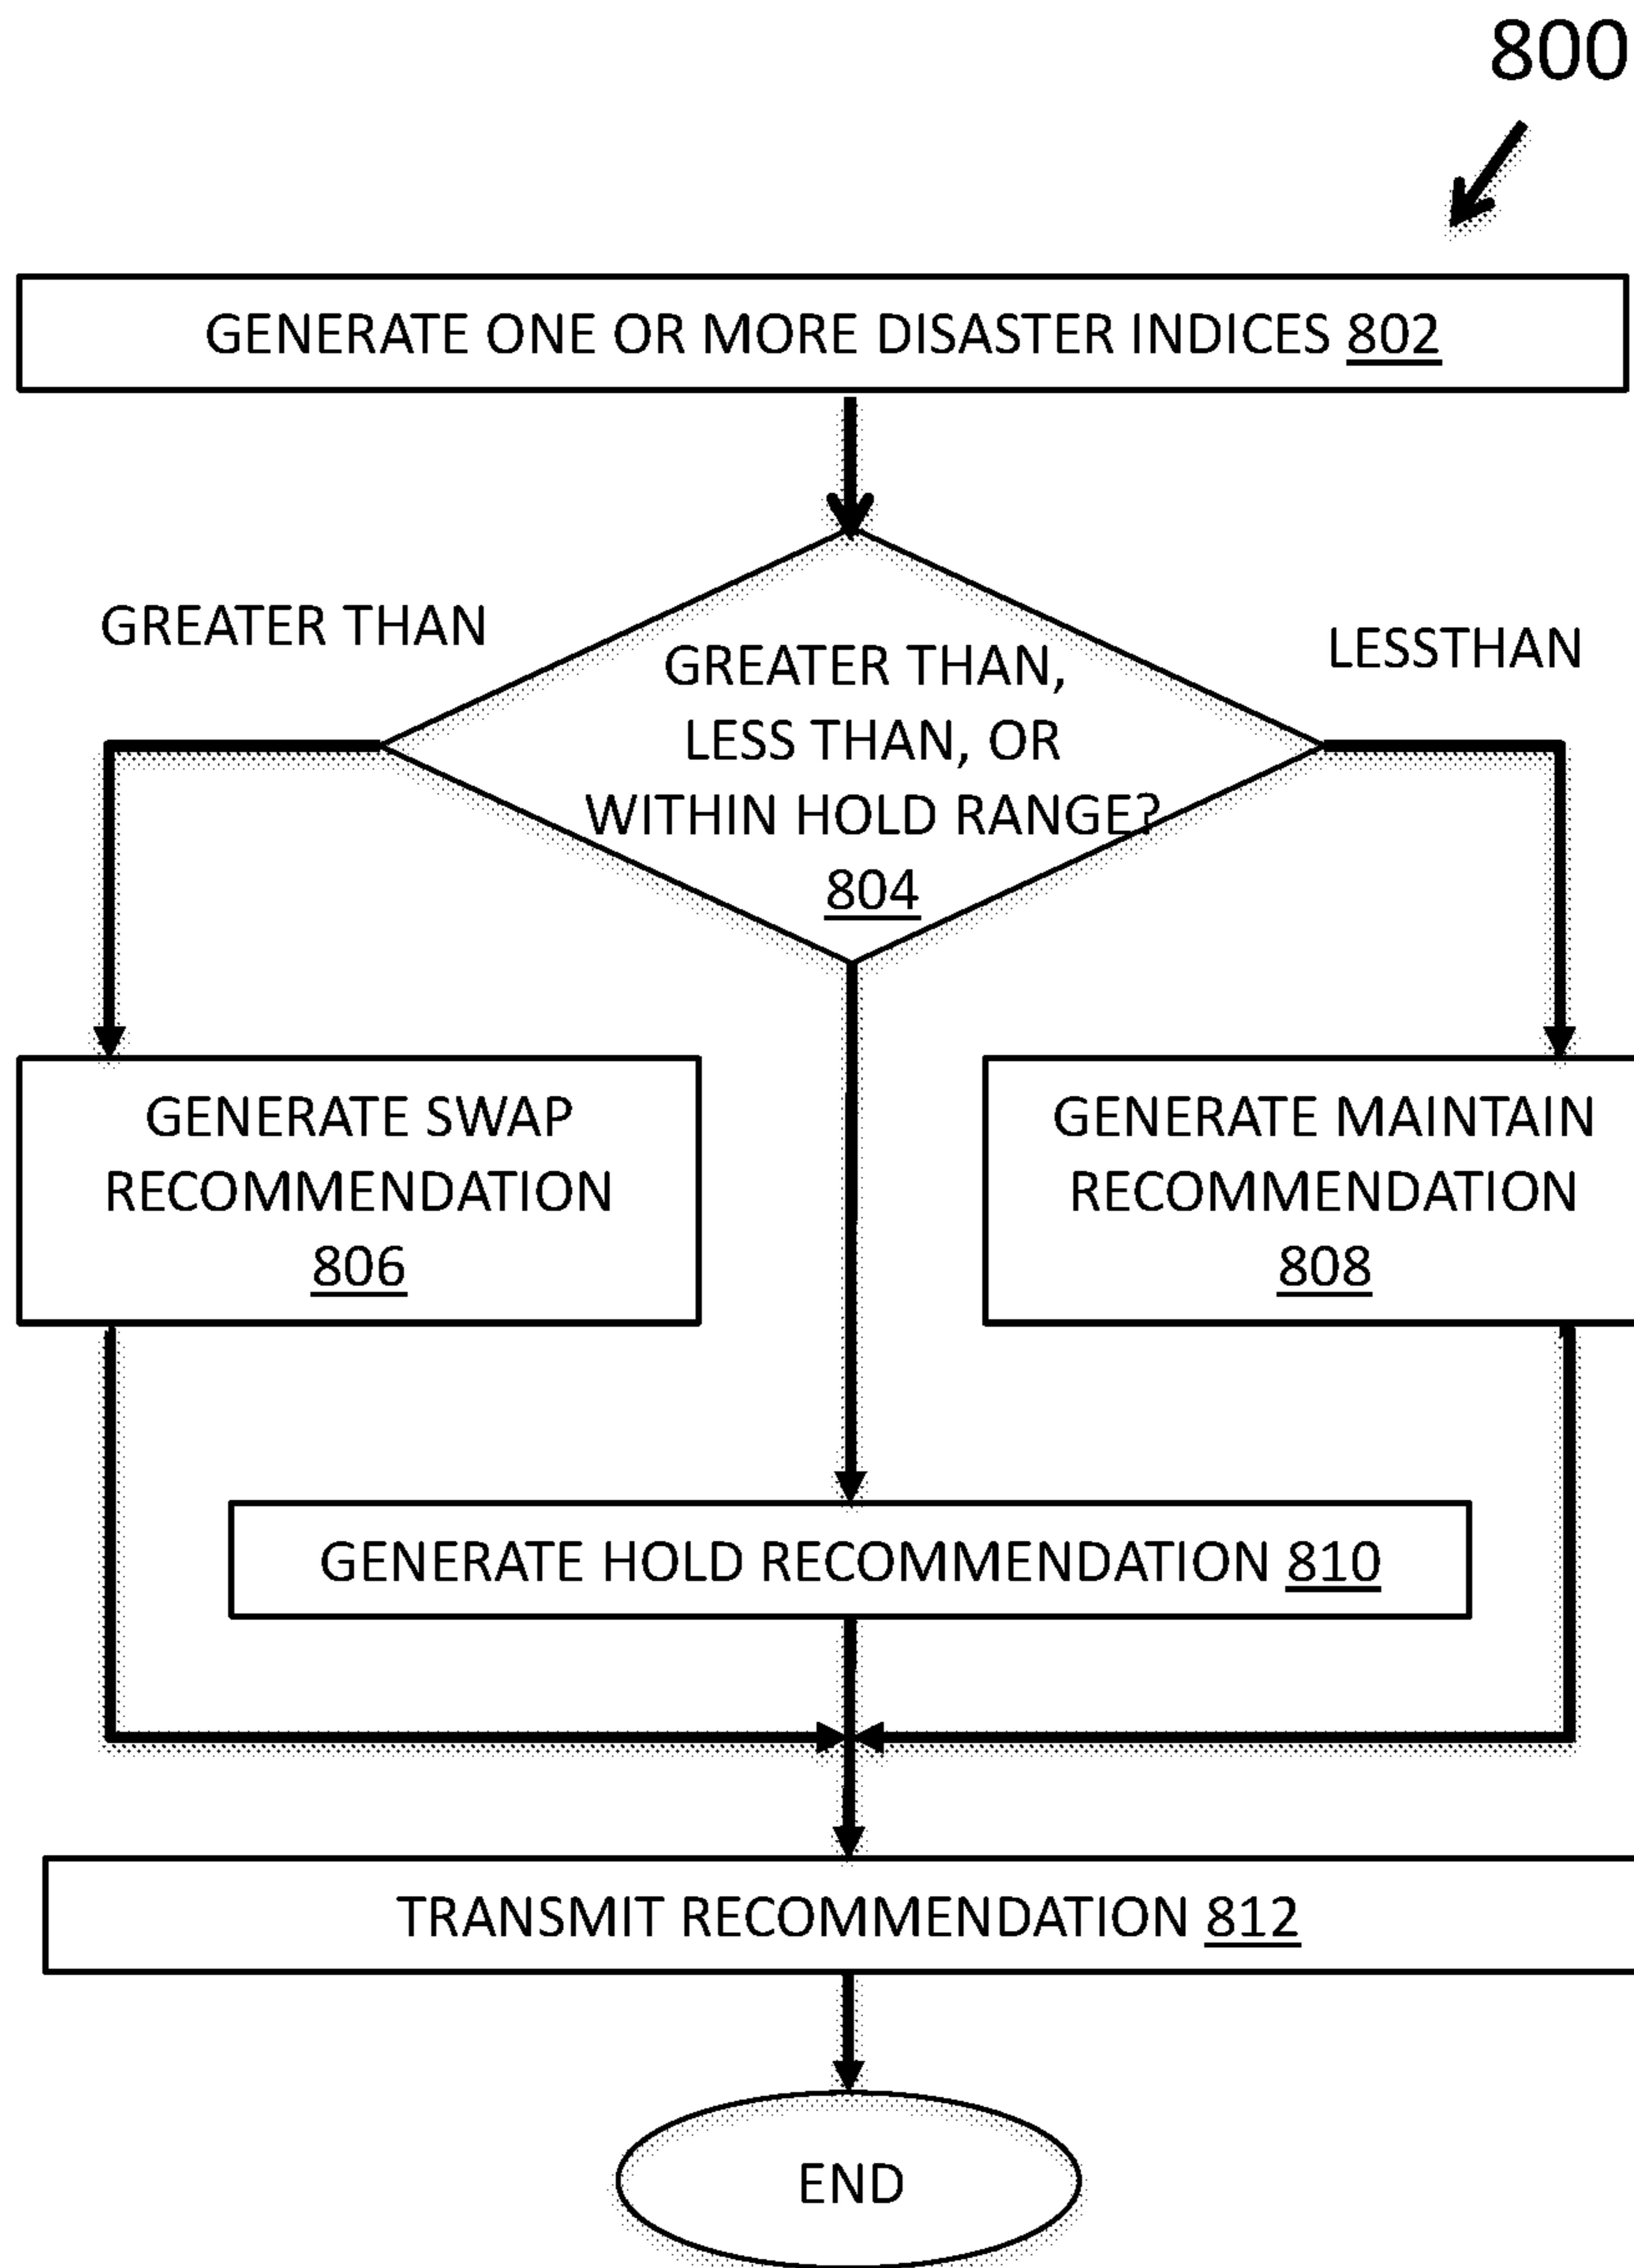 800
GENERATE ONE OR MORE DISASTER INDICES 802
GREATER THAN
LESSTHAN
GREATER THAN,
LESS THAN, OR
WITHIN HOLD RANGE?
804
GENERATE SWAP
RECOMMENDATION
806
GENERATE MAINTAIN
RECOMMENDATION
808
GENERATE HOLD RECOMMENDATION 810
TRANSMIT RECOMMENDATION 812
END